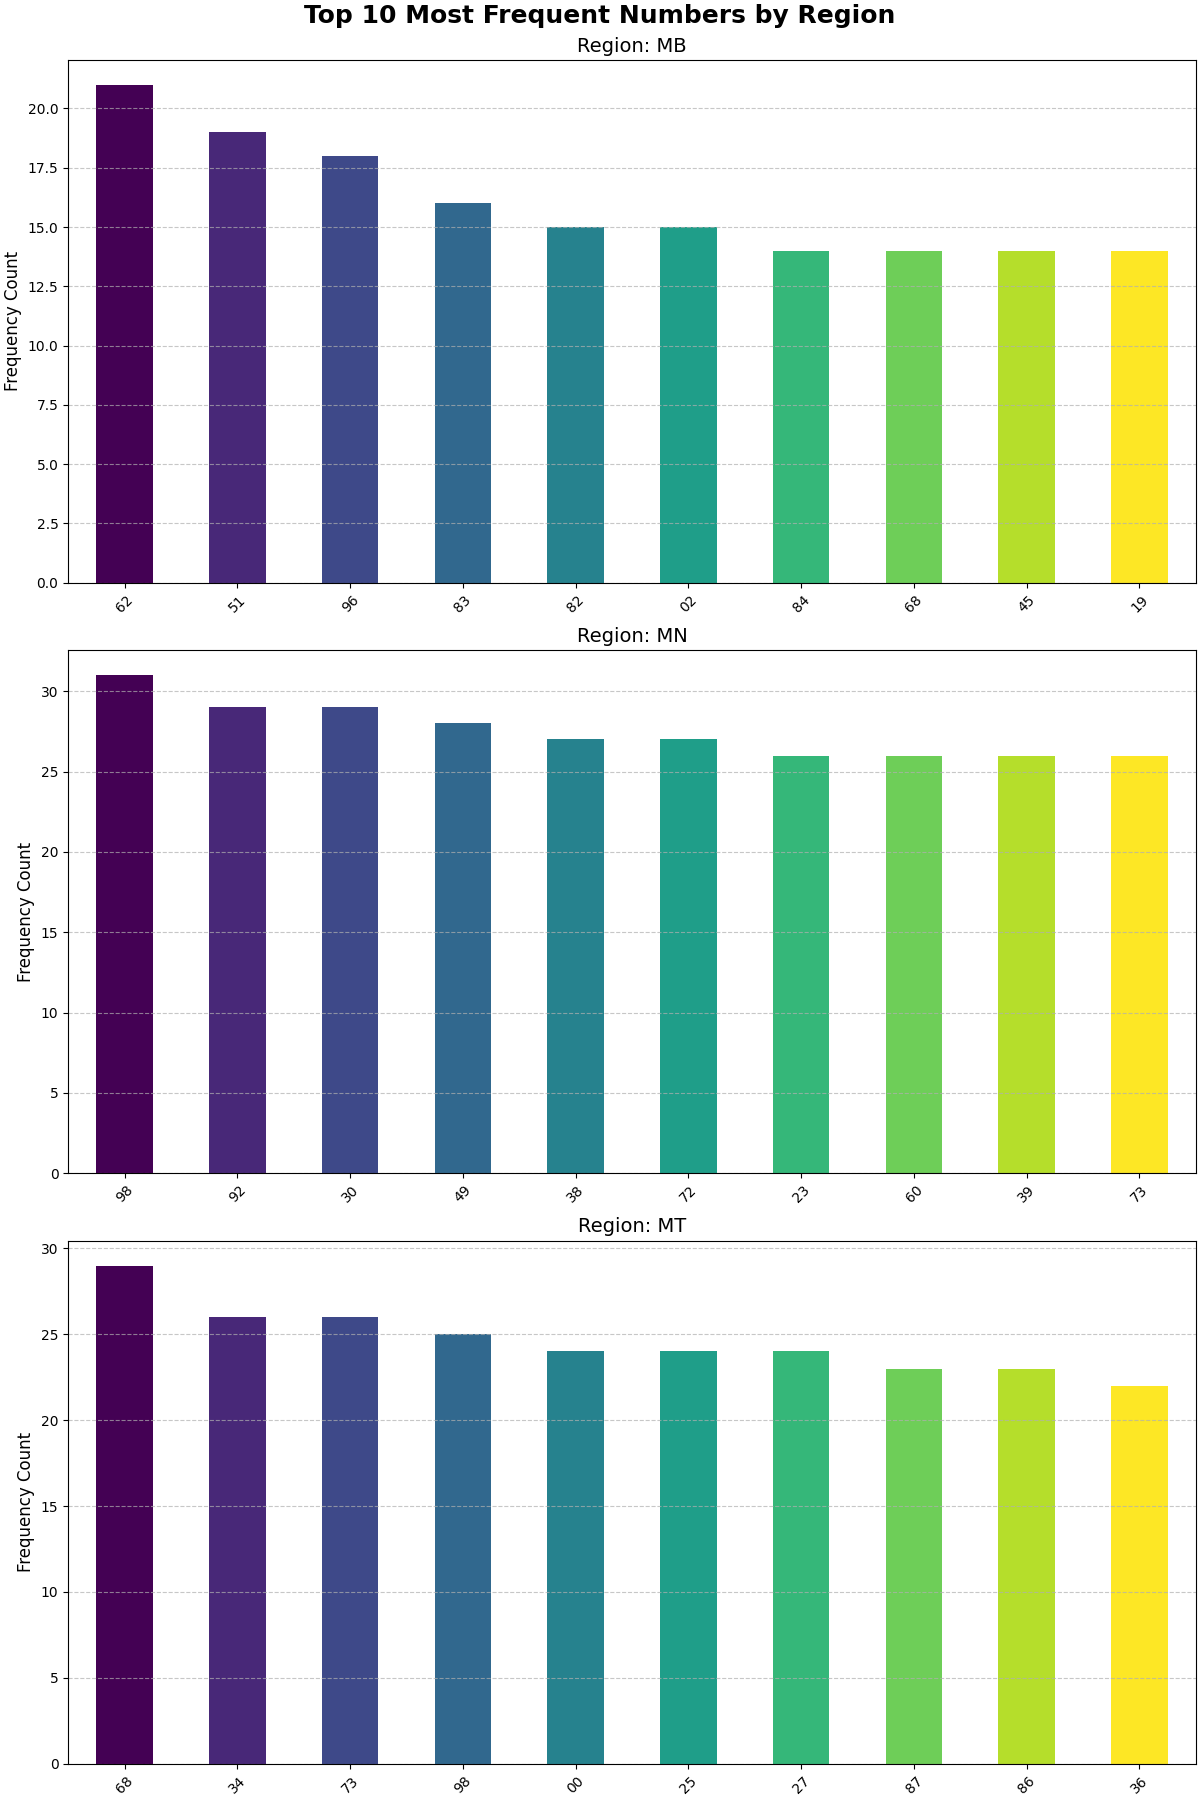 Top 10 Most Frequent Numbers by Region
Region: MB
Frequency Count
20.0
17.5
15.0
12.5
10.0
7.5
5.0
2.5
0.0
62 51 96 83 82 02 84 68 45 19
Region: MN
Frequency Count
30
25
20
15
10
5
0
98 92 30 49 38 72 23 60 39 73
Region: MT
Frequency Count
30
25
20
15
10
5
0
68 34 73 98 00 25 27 87 86 36